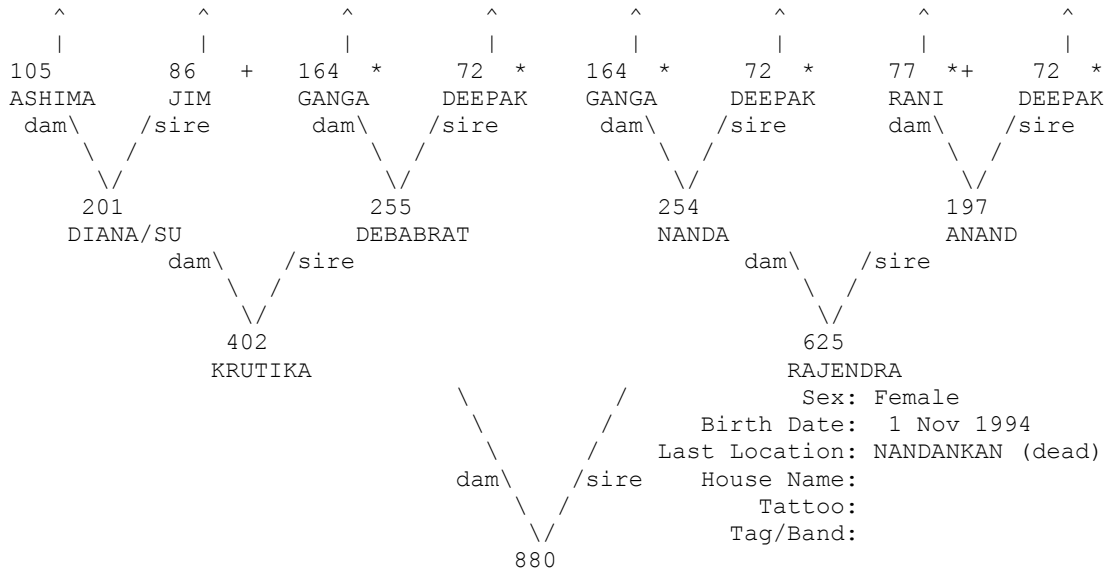 ^ ^ ^ ^ ^ ^ ^ ^
| | | | | | | |
105 86 + 164 * 72 * 164 * 72 * 77 *+ 72 *
ASHIMA JIM GANGA DEEPAK GANGA DEEPAK RANI DEEPAK
dam\ /sire dam\ /sire dam\ /sire dam\ /sire
\ / \ / \ / \ /
\/ \/ \/ \/
201 255 254 197
DIANA/SU DEBABRAT NANDA ANAND
dam\ /sire dam\ /sire
\ / \ /
\/ \/
402 625
KRUTIKA RAJENDRA
\ / Sex: Female
\ / Birth Date: 1 Nov 1994
\ / Last Location: NANDANKAN (dead)
dam\ /sire House Name:
\ / Tattoo:
\/ Tag/Band:
880